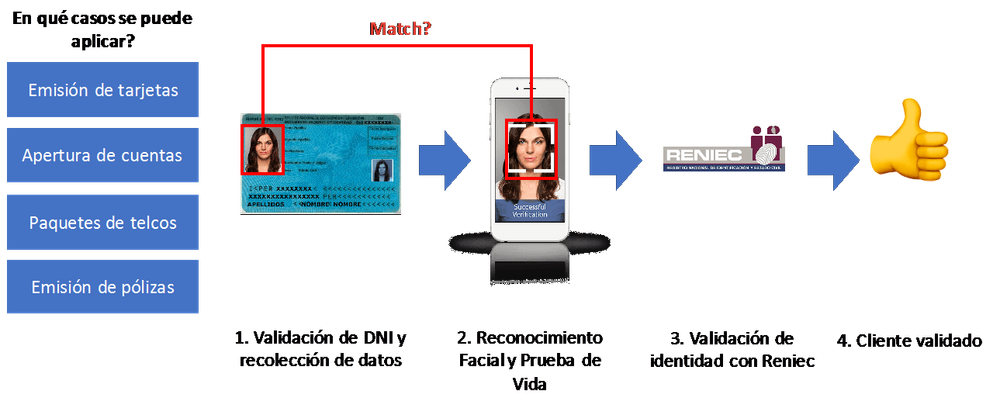 En qué casos se puede
aplicar?
Emisión de tarjetas
Apertura de cuentas
Paquetes de telcos
Emisión de pólizas
Match?
I<PER XXXXXXXX
APELLIDOS <NOMBRE NOMBRE<
Successful
Verification
RENIEC
REGISTRO NACIONAL DE IDENTIFICACIÓN Y ESTADO CIVIL
1. Validación de DNI y
recolección de datos
2. Reconocimiento
Facial y Prueba de
Vida
3. Validación de
identidad con Reniec
4. Cliente validado